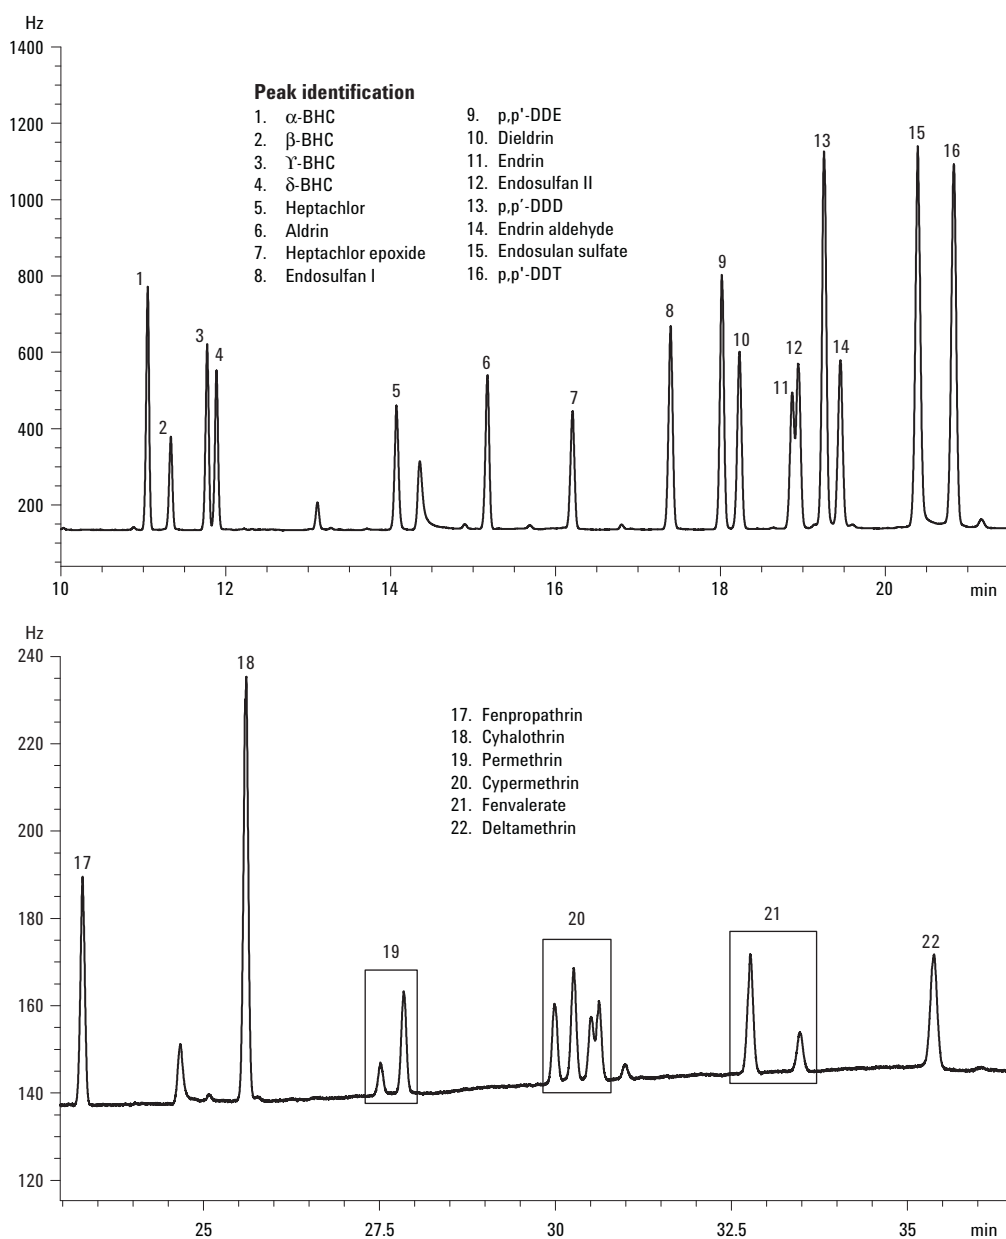 Hz
1400
1200
1000
800
600
400
200
Peak identification
1. α-BHC
2. β-BHC
3. ϒ-BHC
4. δ-BHC
5. Heptachlor
6. Aldrin
7. Heptachlor epoxide
8. Endosulfan I
9. p,p'-DDE
10. Dieldrin
11. Endrin
12. Endosulfan II
13. p,p′-DDD
14. Endrin aldehyde
15. Endosulan sulfate
16. p,p'-DDT
1
2
3
4
5
6
7
8
9
10
11
12
13
14
15
16
10 12 14 16 18 20 min
Hz
240
220
200
180
160
140
120
17. Fenpropathrin
18. Cyhalothrin
19. Permethrin
20. Cypermethrin
21. Fenvalerate
22. Deltamethrin
17
18
19
20
21
22
25 27.5 30 32.5 35 min